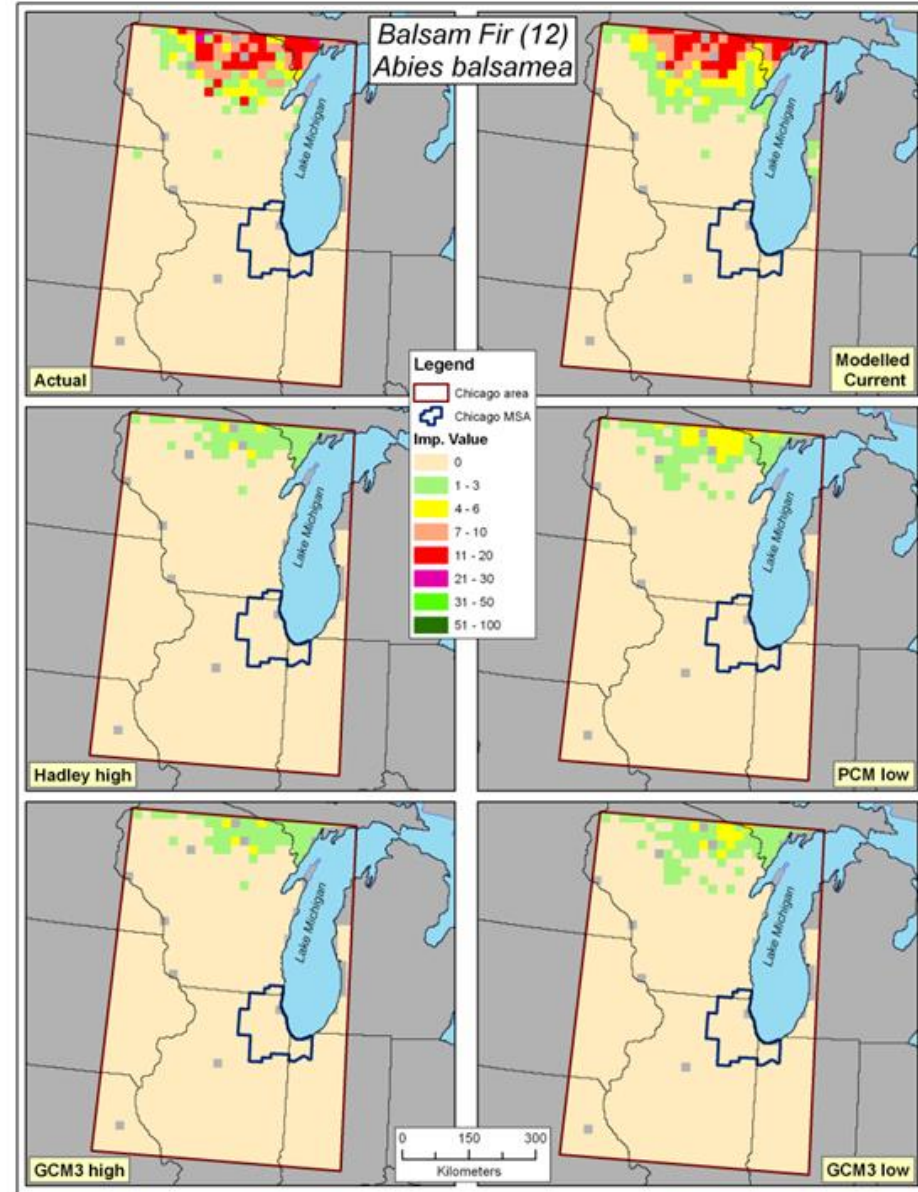 Balsam Fir (12)
Abies balsamea
Lake Michigan
Lake Michigan
Actual
Modelled
Current
Legend
Chicago area
Chicago MSA
Imp. Value
0
1 - 3
4 - 6
7 - 10
11 - 20
21 - 30
31 - 50
51 - 100
Lake Michigan
Lake Michigan
Hadley high
PCM low
Lake Michigan
Lake Michigan
GCM3 high
0 150 300
Kilometers
GCM3 low